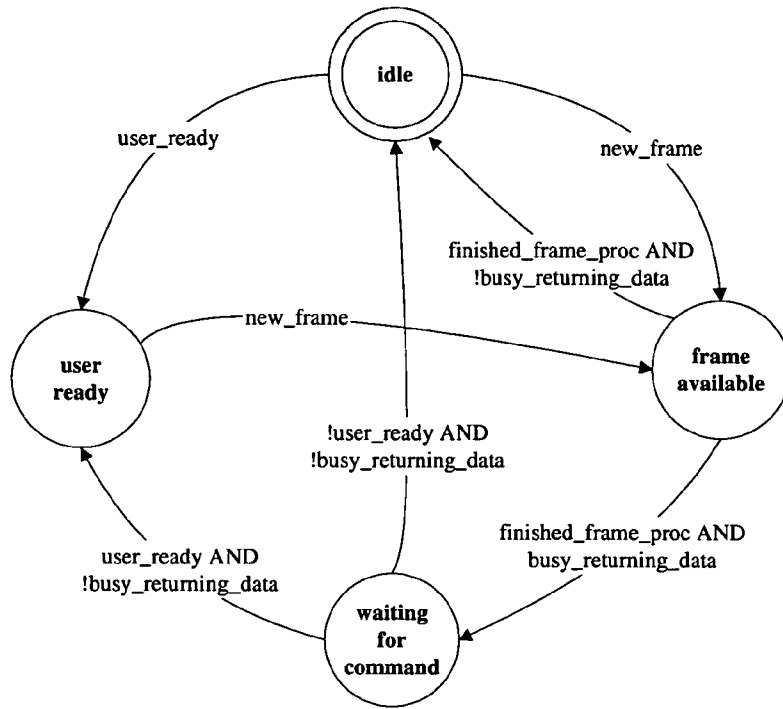 idle
user_ready
new_frame
finished_frame_proc AND
!busy_returning_data
new_frame
user
ready
frame
available
!user_ready AND
!busy_returning_data
finished_frame_proc AND
busy_returning_data
user_ready AND
!busy_returning_data
waiting
for
command